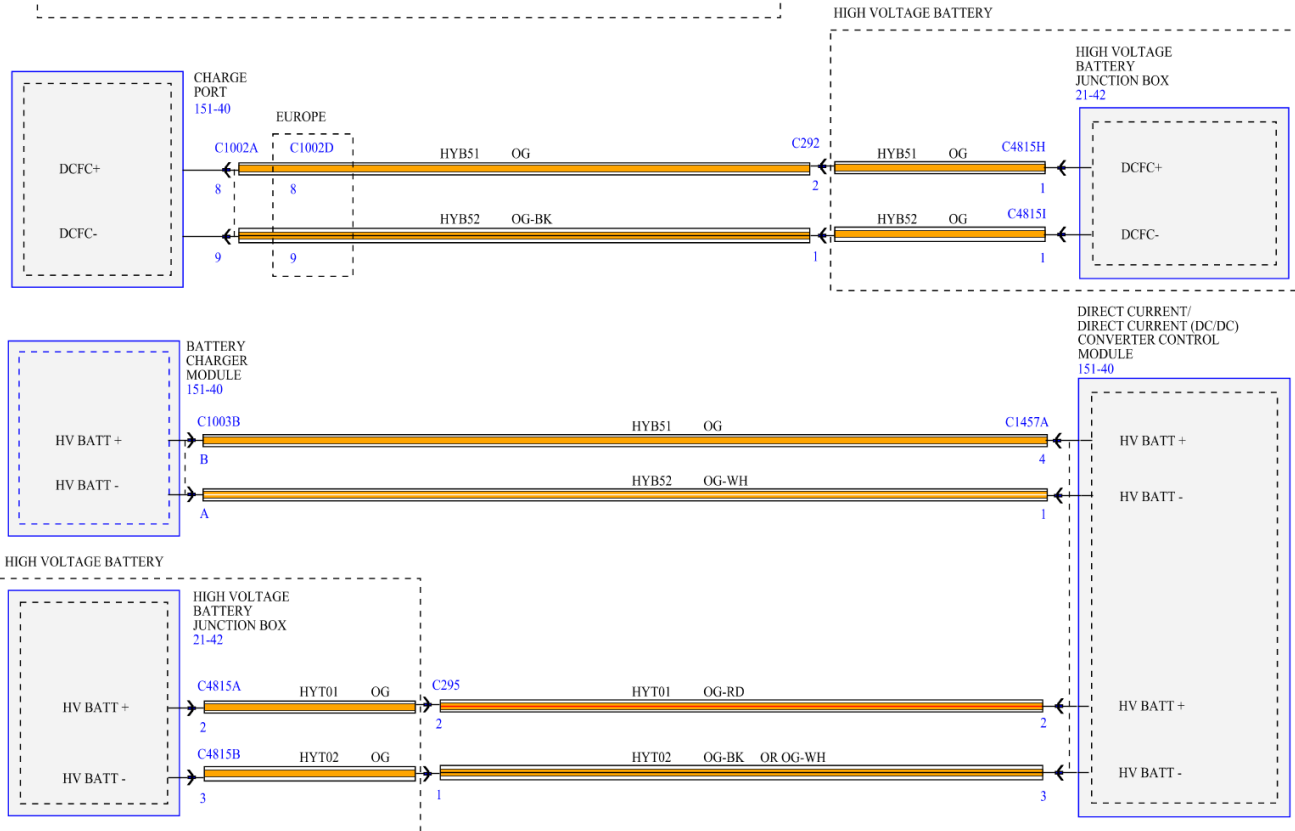 HIGH VOLTAGE BATTERY
HIGH VOLTAGE
BATTERY
JUNCTION BOX
21-42
CHARGE
PORT
151-40
EUROPE
C1002A
C1002D
HYB51 OG
C292
HYB51 OG
C4815H
DCFC+
DCFC+
8
8
2
1
HYB52 OG-BK
HYB52 OG
C4815I
DCFC-
DCFC-
9
9
1
1
DIRECT CURRENT/
DIRECT CURRENT (DC/DC)
CONVERTER CONTROL
MODULE
151-40
BATTERY
CHARGER
MODULE
151-40
C1003B
HYB51 OG
C1457A
HV BATT +
HV BATT +
B
4
HYB52 OG-WH
HV BATT -
HV BATT -
A
1
HIGH VOLTAGE BATTERY
HIGH VOLTAGE
BATTERY
JUNCTION BOX
21-42
C4815A
HYT01 OG
C295
HYT01 OG-RD
HV BATT +
HV BATT +
2
2
2
C4815B
HYT02 OG
HYT02 OG-BK OR OG-WH
HV BATT -
HV BATT -
3
1
3